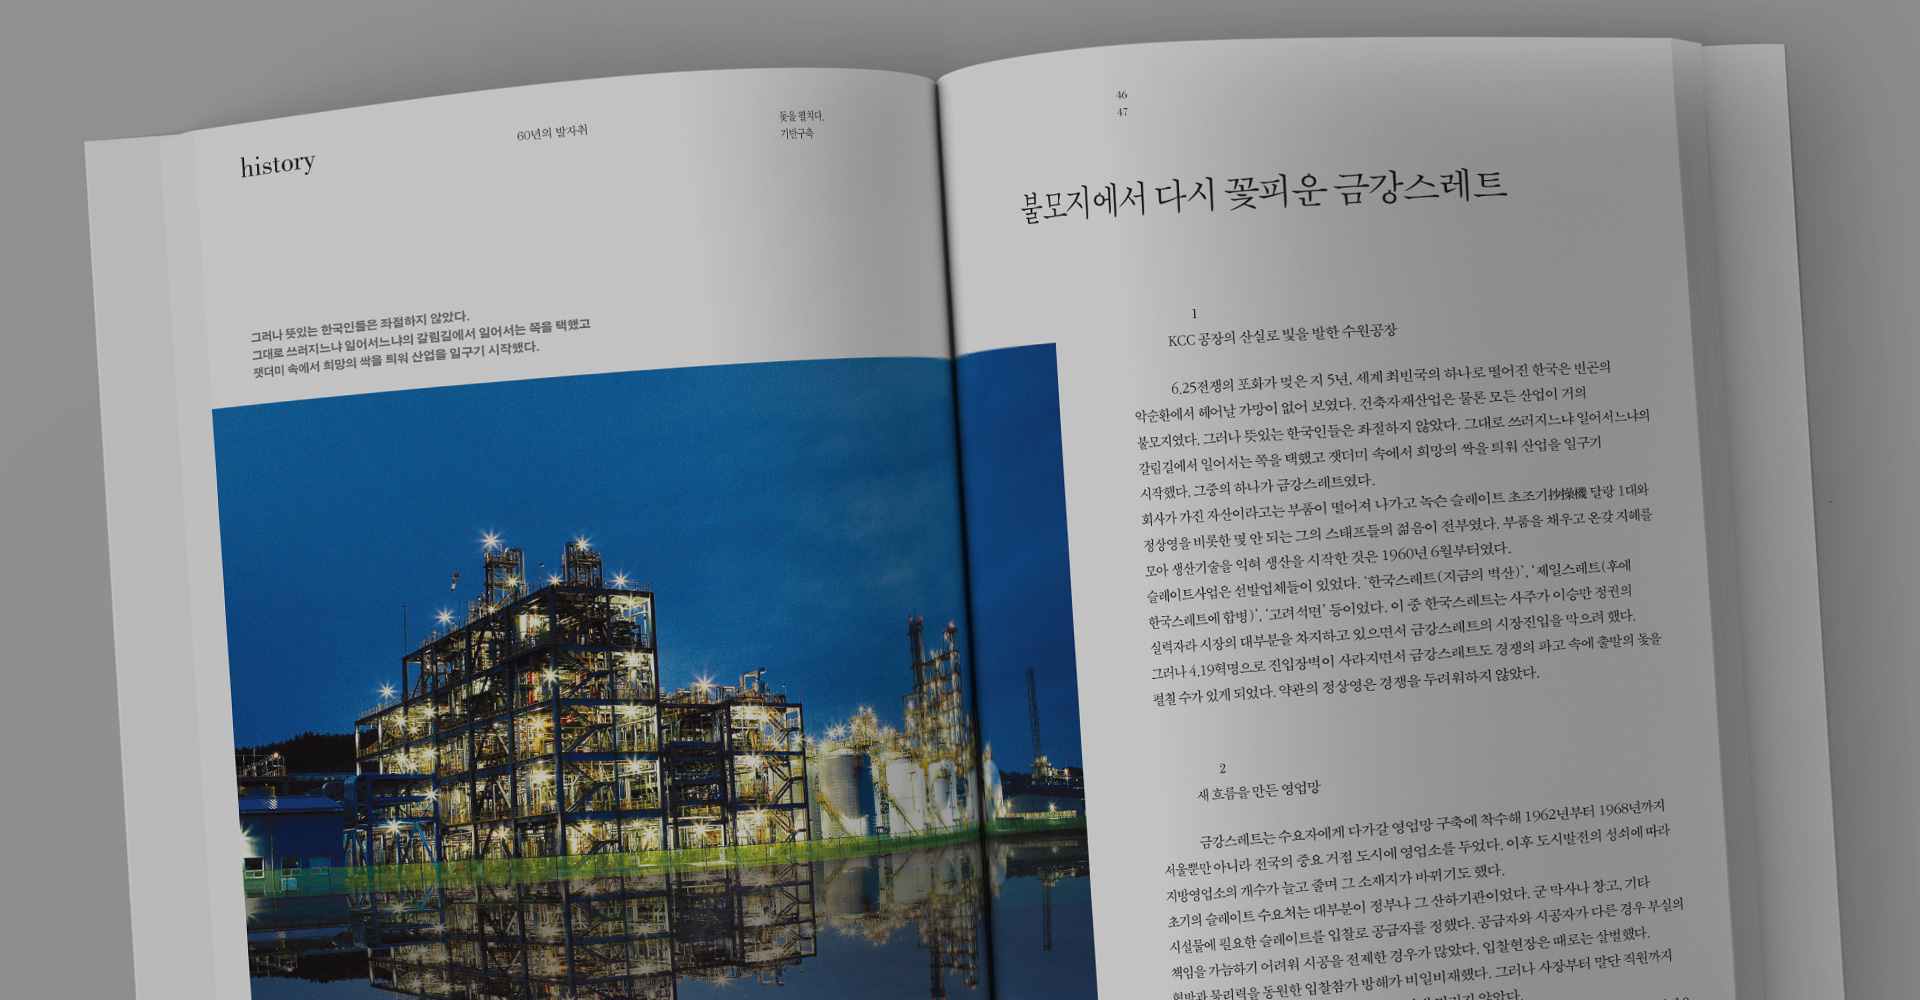 history
60년의 발자취
돛을 펼치다.
기반구축
그러나 뜻있는 한국인들은 좌절하지 않았다.
그대로 쓰러지느냐 일어서느냐의 갈림길에서 일어서는 쪽을 택했고
잿더미 속에서 희망의 싹을 틔워 산업을 일구기 시작했다.
46
47
불모지에서 다시 꽃피운 금강스레트
1
KCC 공장의 산실로 빛을 발한 수원공장
6.25전쟁의 포화가 멎은 지 5년, 세계 최빈국의 하나로 떨어진 한국은 빈곤의
악순환에서 헤어날 가망이 없어 보였다. 건축자재산업은 물론 모든 산업이 거의
불모지였다. 그러나 뜻있는 한국인들은 좌절하지 않았다. 그대로 쓰러지느냐 일어서느냐의
갈림길에서 일어서는 쪽을 택했고 잿더미 속에서 희망의 싹을 틔워 산업을 일구기
시작했다. 그중의 하나가 금강스레트였다.
회사가 가진 자산이라고는 부품이 떨어져 나가고 녹슨 슬레이트 초조기抄操機 달랑 1대와
정상영을 비롯한 몇 안 되는 그의 스태프들의 젊음이 전부였다. 부품을 채우고 온갖 지혜를
모아 생산기술을 익혀 생산을 시작한 것은 1960년 6월부터였다.
슬레이트사업은 선발업체들이 있었다. ‘한국스레트(지금의 벽산)’, ‘제일스레트(후에
한국스레트에 합병)’, ‘고려석면’ 등이었다. 이 중 한국스레트는 사주가 이승만 정권의
실력자라 시장의 대부분을 차지하고 있으면서 금강스레트의 시장진입을 막으려 했다.
그러나 4.19혁명으로 진입장벽이 사라지면서 금강스레트도 경쟁의 파고 속에 출발의 돛을
펼칠 수가 있게 되었다. 약관의 정상영은 경쟁을 두려워하지 않았다.
2
새 흐름을 만든 영업망
금강스레트는 수요자에게 다가갈 영업망 구축에 착수해 1962년부터 1968년까지
서울뿐만 아니라 전국의 중요 거점 도시에 영업소를 두었다. 이후 도시발전의 성쇠에 따라
지방영업소의 개수가 늘고 줄며 그 소재지가 바뀌기도 했다.
초기의 슬레이트 수요처는 대부분이 정부나 그 산하기관이었다. 군 막사나 창고, 기타
시설물에 필요한 슬레이트를 입찰로 공급자를 정했다. 공급자와 시공자가 다른 경우 부실의
책임을 가늠하기 어려워 시공을 전제한 경우가 많았다. 입찰현장은 때로는 살벌했다.
협박과 물리력을 동원한 입찰참가 방해가 비일비재했다. 그러나 사장부터 말단 직원까지
않았다.